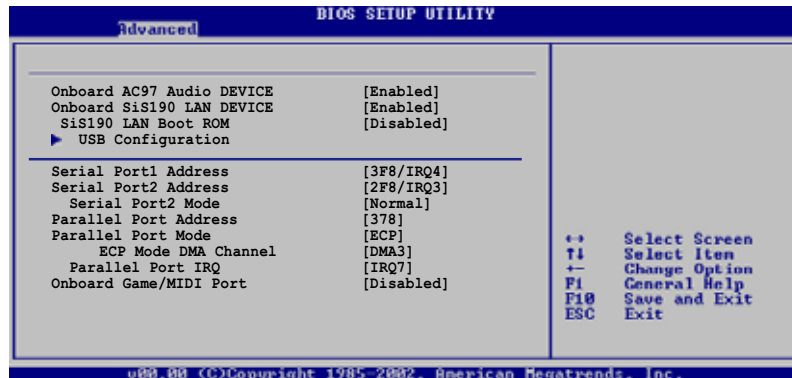 BIOS SETUP UTILITY
Advanced
Onboard AC97 Audio DEVICE [Enabled]
Onboard SiS190 LAN DEVICE [Enabled]
SiS190 LAN Boot ROM [Disabled]
USB Configuration
Serial Port1 Address [3F8/IRQ4]
Serial Port2 Address [2F8/IRQ3]
Serial Port2 Mode [Normal]
Parallel Port Address [378]
Parallel Port Mode [ECP]
ECP Mode DMA Channel [DMA3]
Parallel Port IRQ [IRQ7]
Onboard Game/MIDI Port [Disabled]
←→ Select Screen
↑↓ Select Item
+- Change Option
F1 General Help
F10 Save and Exit
ESC Exit
v00.00 (C)Copyright 1985-2002, American Megatrends, Inc.